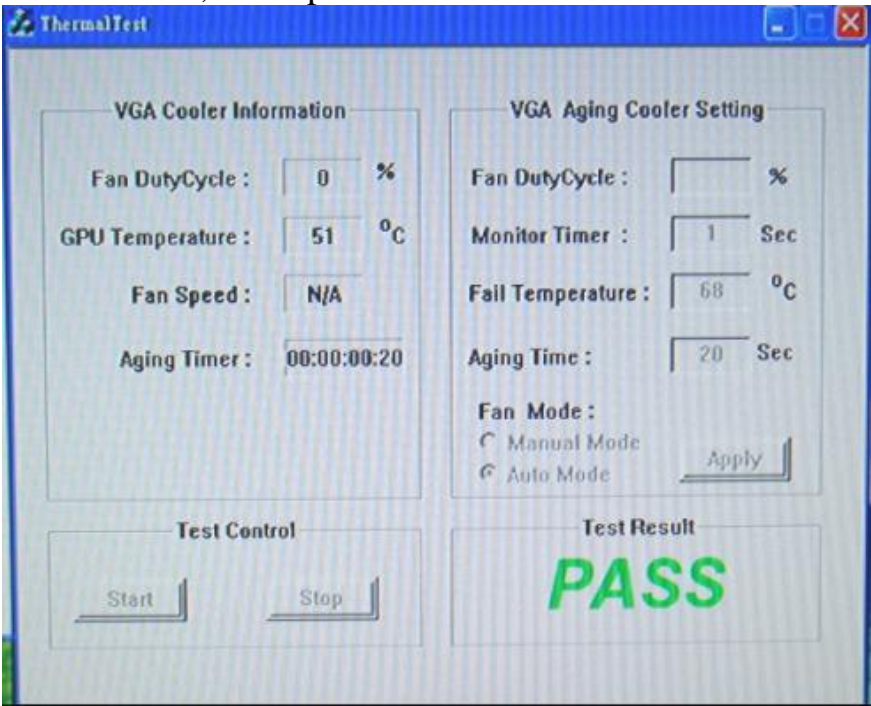 ThermalTest
VGA Cooler Information
Fan DutyCycle : 0 %
GPU Temperature : 51 °C
Fan Speed : N/A
Aging Timer : 00:00:00:20
VGA Aging Cooler Setting
Fan DutyCycle : %
Monitor Timer : 1 Sec
Fail Temperature : 68 °C
Aging Time : 20 Sec
Fan Mode :
Manual Mode
Auto Mode
Apply
Test Control
Start Stop
Test Result
PASS